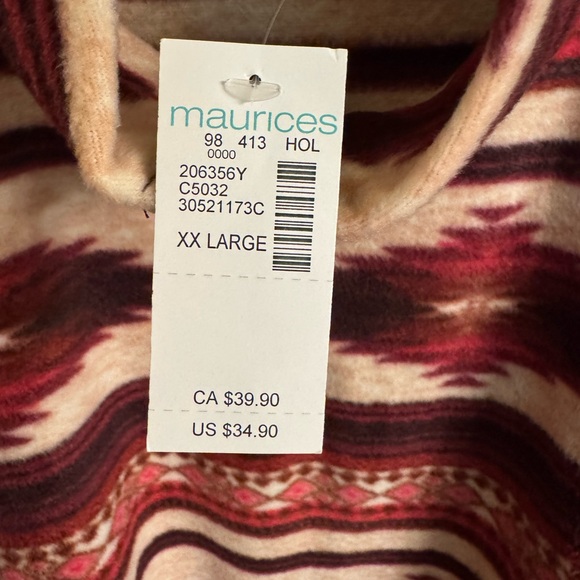 maurices
98 413 HOL
0000
206356Y
C5032
30521173C
XX LARGE
CA $39.90
US $34.90